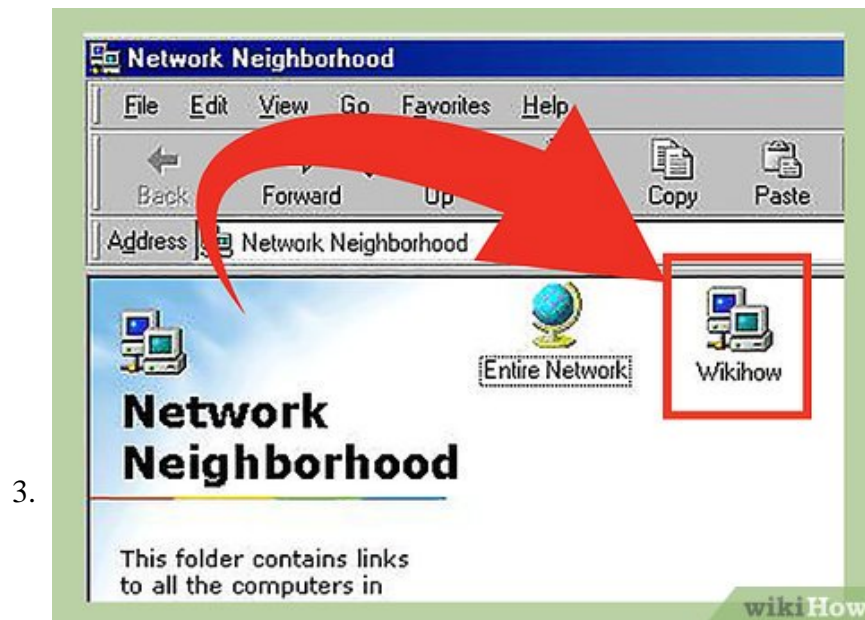 Network Neighborhood
File Edit View Go Favorites Help
Back Forward Up Copy Paste
Address Network Neighborhood
Entire Network Wikihow
Network
Neighborhood
3.
This folder contains links
to all the computers in
wikiHow